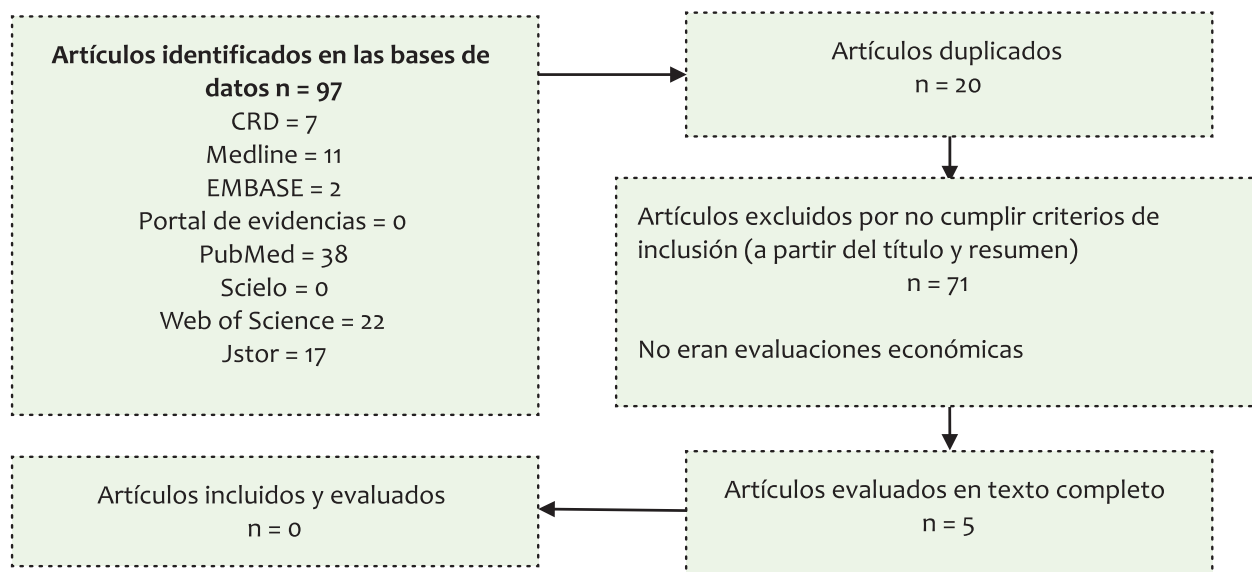 Artículos identificados en las bases de
datos n = 97
CRD = 7
Medline = 11
EMBASE = 2
Portal de evidencias = 0
PubMed = 38
Scielo = 0
Web of Science = 22
Jstor = 17
Artículos duplicados
n = 20
Artículos excluidos por no cumplir criterios de
inclusión (a partir del título y resumen)
n = 71
No eran evaluaciones económicas
Artículos evaluados en texto completo
n = 5
Artículos incluidos y evaluados
n = 0